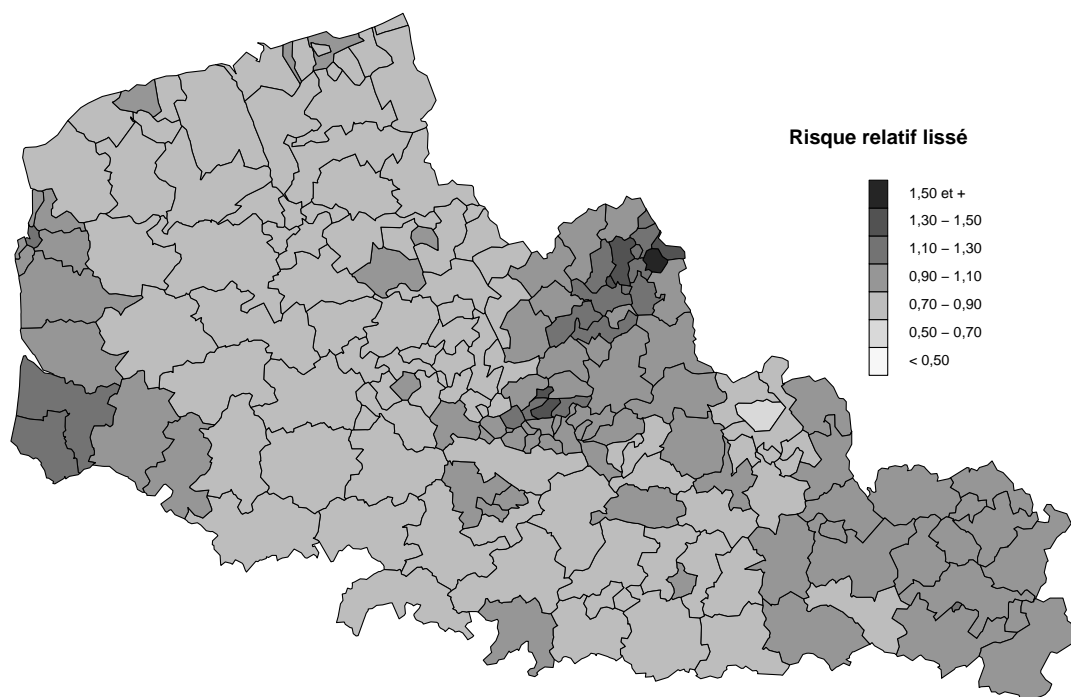 Risque relatif lissé
1,50 et +
1,30 − 1,50
1,10 − 1,30
0,90 − 1,10
0,70 − 0,90
0,50 − 0,70
< 0,50